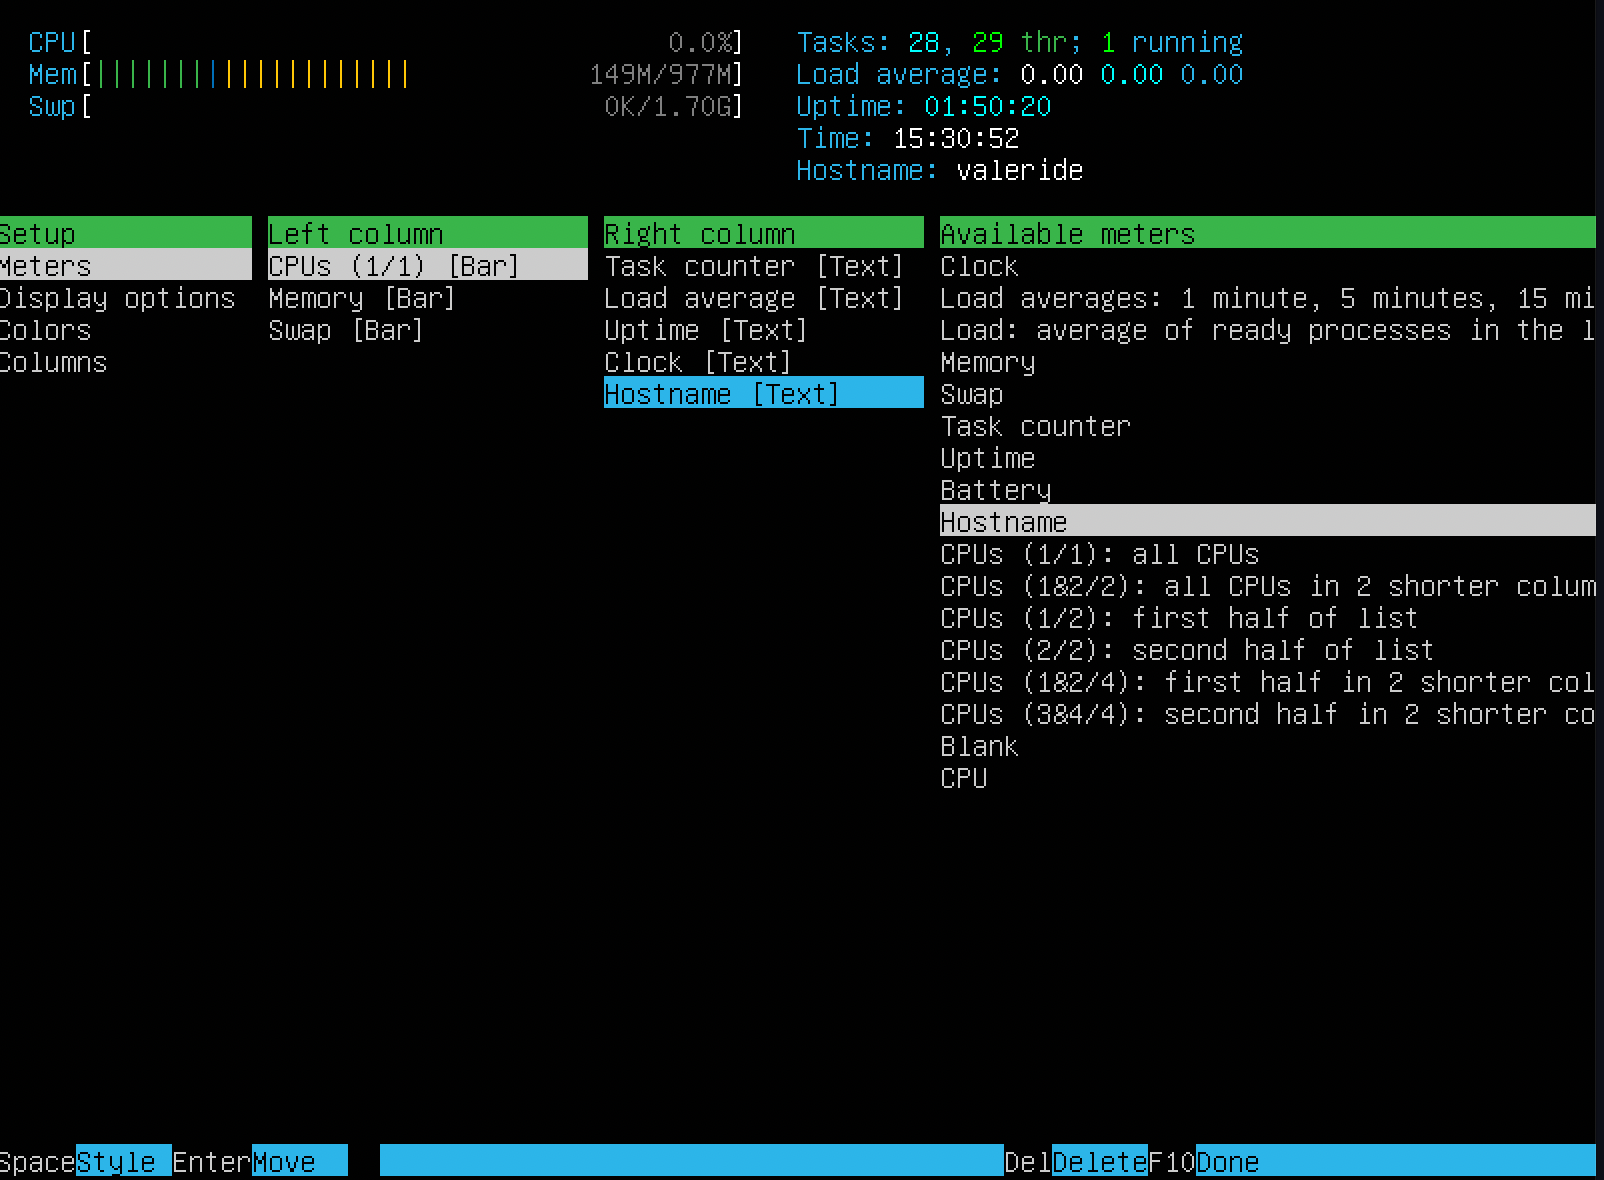 CPU[ 0.0%]
Mem[|||||||||||||||||||| 149M/977M]
Swp[ 0K/1.70G]
Tasks: 28, 29 thr; 1 running
Load average: 0.00 0.00 0.00
Uptime: 01:50:20
Time: 15:30:52
Hostname: valeride
Setup
Meters
Display options
Colors
Columns
Left column
CPUs (1/1) [Bar]
Memory [Bar]
Swap [Bar]
Right column
Task counter [Text]
Load average [Text]
Uptime [Text]
Clock [Text]
Hostname [Text]
Available meters
Clock
Load averages: 1 minute, 5 minutes, 15 mi
Load: average of ready processes in the l
Memory
Swap
Task counter
Uptime
Battery
Hostname
CPUs (1/1): all CPUs
CPUs (1&2/2): all CPUs in 2 shorter colum
CPUs (1/2): first half of list
CPUs (2/2): second half of list
CPUs (1&2/4): first half in 2 shorter col
CPUs (3&4/4): second half in 2 shorter co
Blank
CPU
SpaceStyle EnterMove DelDeleteF10Done